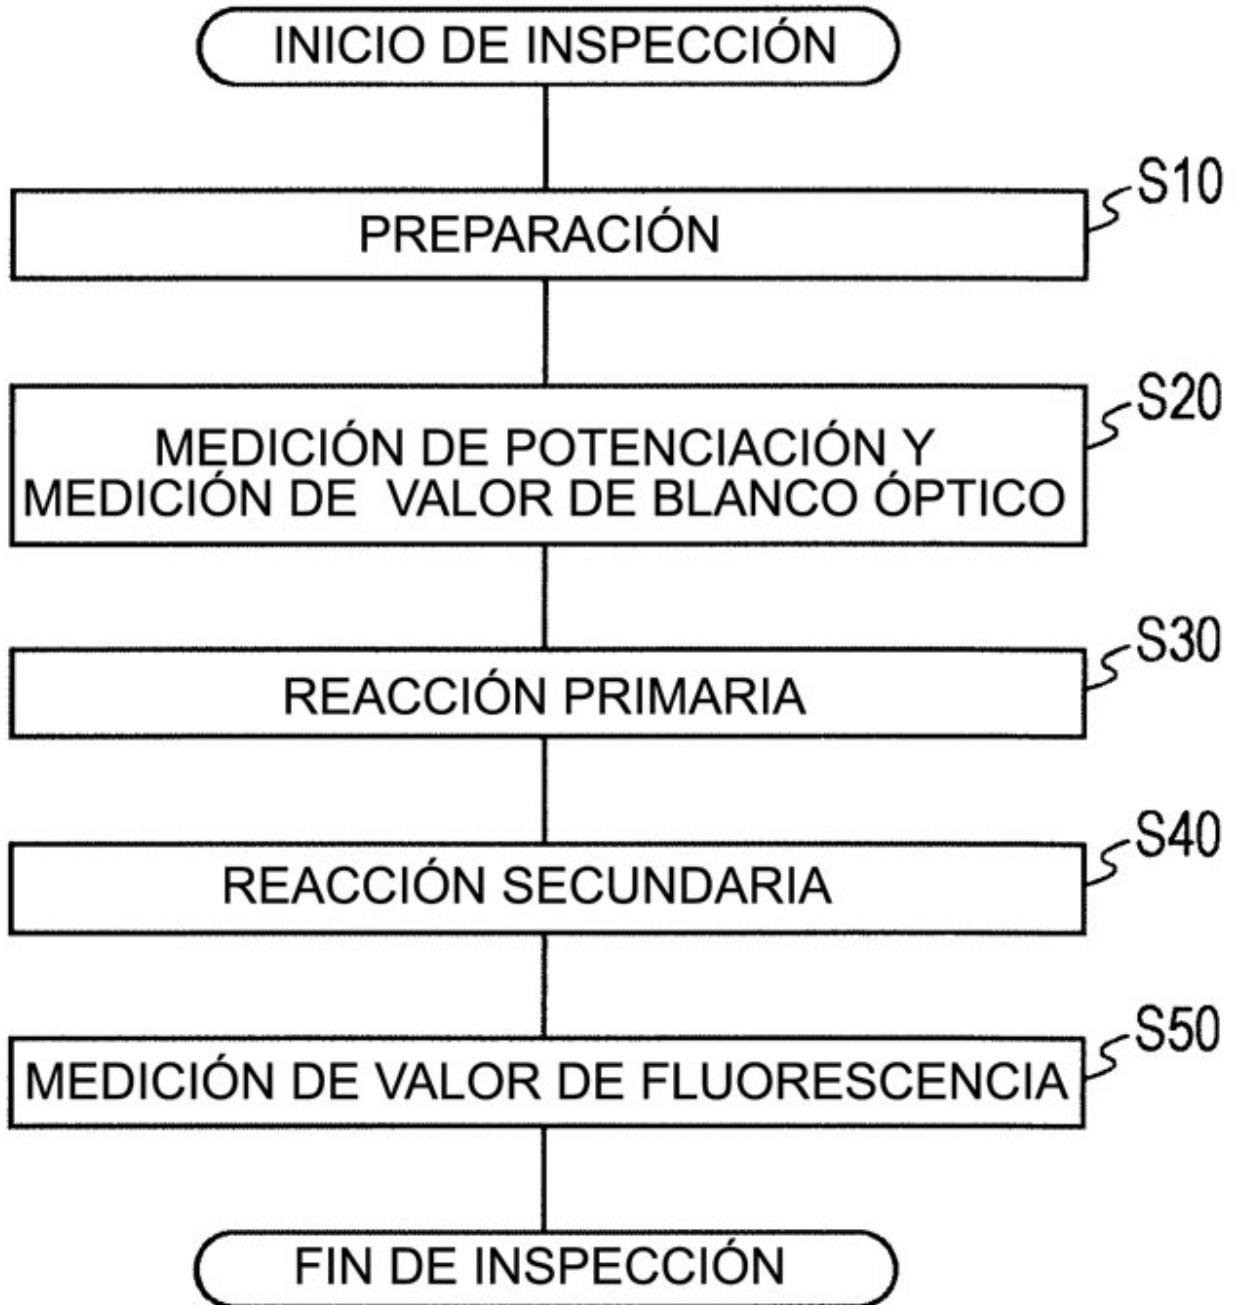 INICIO DE INSPECCIÓN
S10
PREPARACIÓN
S20
MEDICIÓN DE POTENCIACIÓN Y
MEDICIÓN DE VALOR DE BLANCO ÓPTICO
S30
REACCIÓN PRIMARIA
S40
REACCIÓN SECUNDARIA
S50
MEDICIÓN DE VALOR DE FLUORESCENCIA
FIN DE INSPECCIÓN